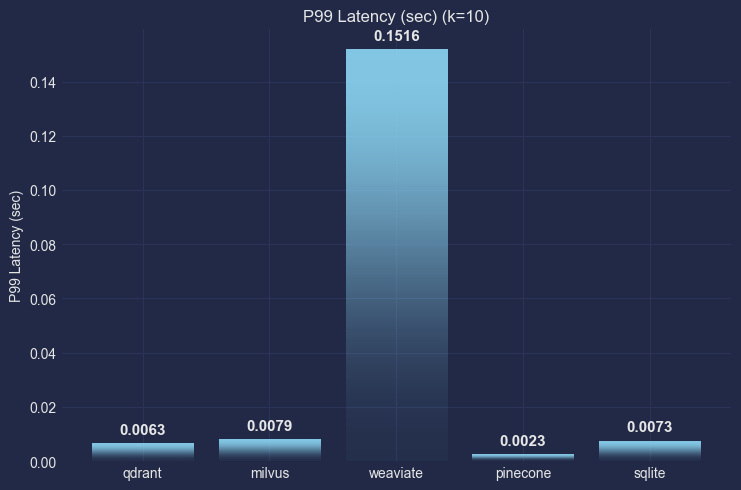 P99 Latency (sec) (k=10)
0.1516
0.14
0.12
0.10
0.08
0.06
0.04
0.02
0.00
P99 Latency (sec)
0.0063
0.0079
0.0023
0.0073
qdrant
milvus
weaviate
pinecone
sqlite